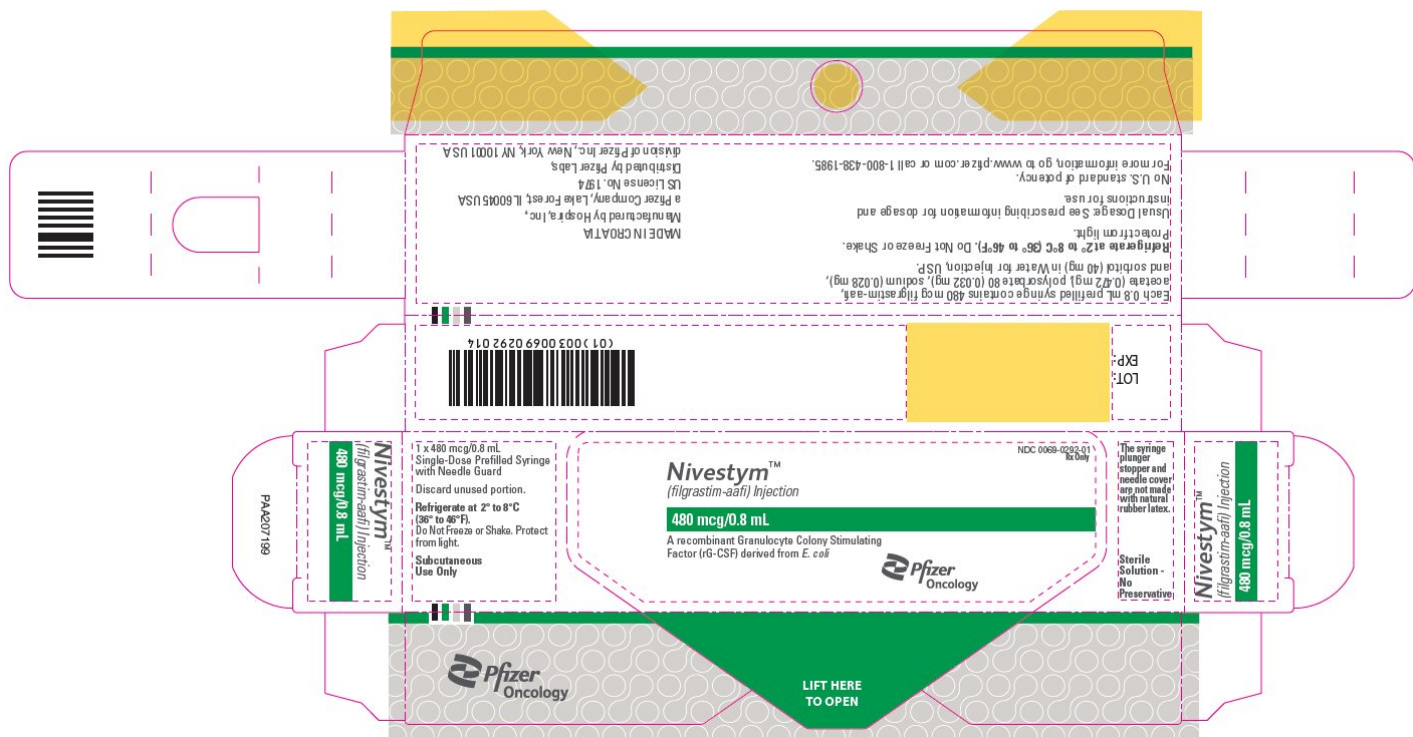 For more information, go to www.pfizer.com or call 1-800-438-1985.
No U.S. standard of potency.
Usual Dosage: See prescribing information for dosage and
instructions for use.
Protect from light.
Refrigerate at 2° to 8°C (36° to 46°F). Do Not Freeze or Shake.
Each 0.8 mL prefilled syringe contains 480 mcg filgrastim-aafi,
acetate (0.472 mg), polysorbate 80 (0.032 mg), sodium (0.028 mg),
and sorbitol (40 mg) in Water for Injection, USP.
MADE IN CROATIA
Manufactured by Hospira, Inc,
a Pfizer Company, Lake Forest, IL 60045 USA
US License No. 1974
Distributed by Pfizer Labs,
division of Pfizer Inc., New York, NY 10001 USA
(01)00300690292014
LOT:
EXP:
PAA207199
Nivestym™
(filgrastim-aafi) Injection
480 mcg/0.8 mL
1 x 480 mcg/0.8 mL
Single-Dose Prefilled Syringe
with Needle Guard
Discard unused portion.
Refrigerate at 2° to 8°C
(36° to 46°F).
Do Not Freeze or Shake. Protect
from light.
Subcutaneous
Use Only
NDC 0069-0292-01
Rx Only
Nivestym™
(filgrastim-aafi) Injection
480 mcg/0.8 mL
A recombinant Granulocyte Colony Stimulating
Factor (rG-CSF) derived from E. coli
Pfizer
Oncology
The syringe
plunger
stopper and
needle cover
are not made
with natural
rubber latex.
Sterile
Solution -
No
Preservative
Nivestym™
(filgrastim-aafi) Injection
480 mcg/0.8 mL
Pfizer
Oncology
LIFT HERE
TO OPEN